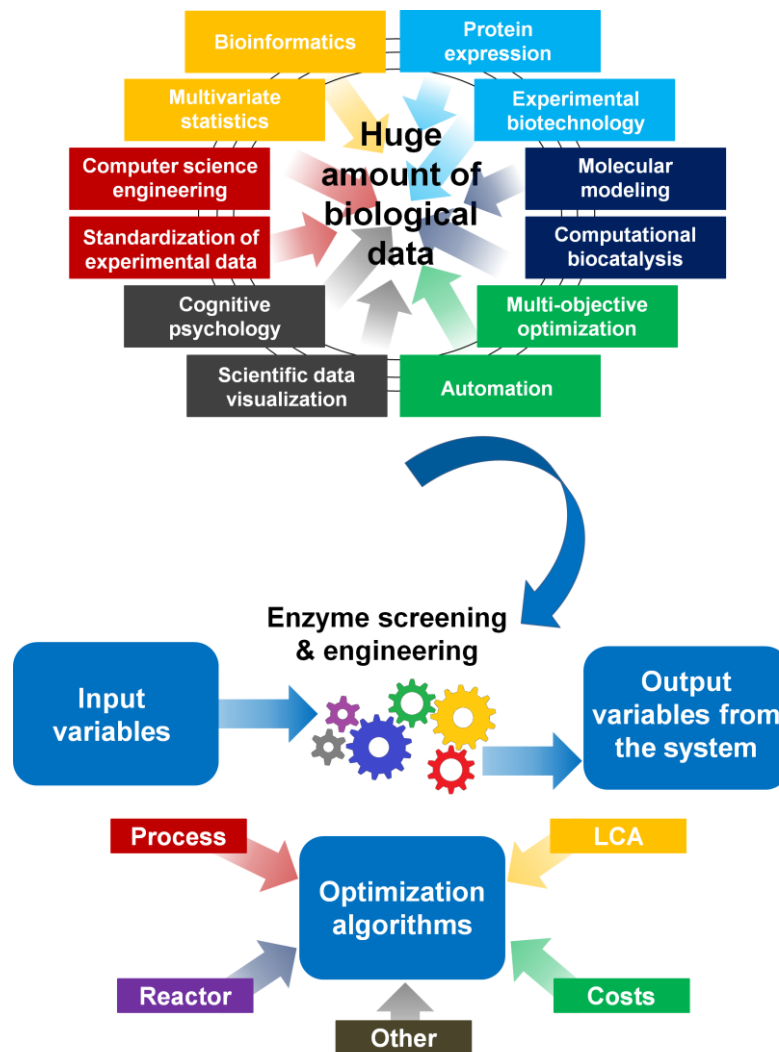 Bioinformatics
Protein
expression
Multivariate
statistics
Experimental
biotechnology
Huge
amount of
biological
data
Computer science
engineering
Molecular
modeling
Standardization of
experimental data
Computational
biocatalysis
Cognitive
psychology
Multi-objective
optimization
Scientific data
visualization
Automation
Enzyme screening
& engineering
Input
variables
Output
variables from
the system
Process
LCA
Optimization
algorithms
Reactor
Costs
Other